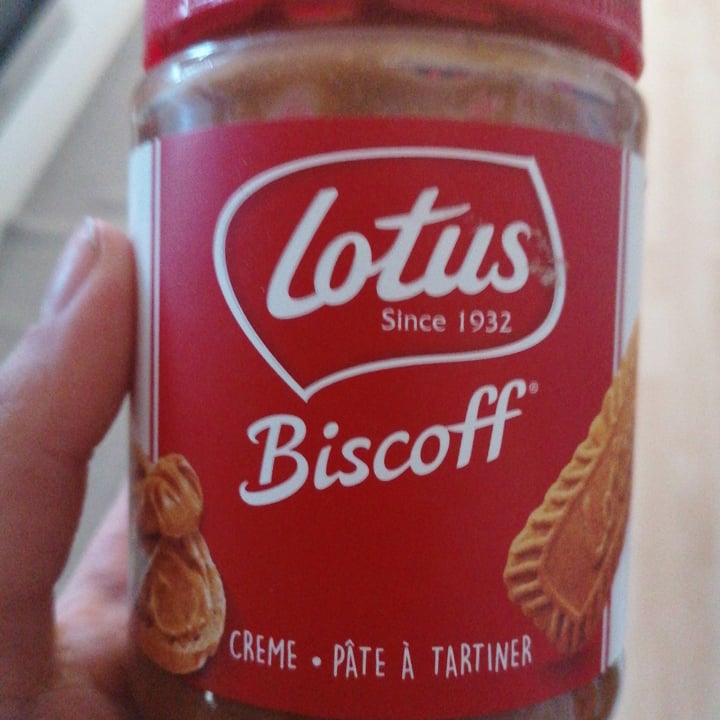 Lotus
Since 1932
Biscoff®
CREME • PÂTE À TARTINER